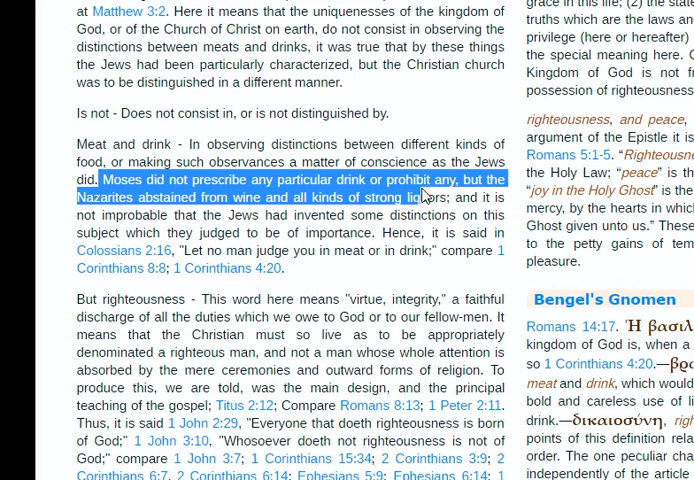 at Matthew 3:2. Here it means that the uniquenesses of the kingdom of
God, or of the Church of Christ on earth, do not consist in observing the
distinctions between meats and drinks, it was true that by these things
the Jews had been particularly characterized, but the Christian church
was to be distinguished in a different manner.
Is not - Does not consist in, or is not distinguished by.
Meat and drink - In observing distinctions between different kinds of
food, or making such observances a matter of conscience as the Jews
did. Moses did not prescribe any particular drink or prohibit any, but the
Nazarites abstained from wine and all kinds of strong liquors; and it is
not improbable that the Jews had invented some distinctions on this
subject which they judged to be of importance. Hence, it is said in
Colossians 2:16, "Let no man judge you in meat or in drink;" compare 1
Corinthians 8:8; 1 Corinthians 4:20.
But righteousness - This word here means "virtue, integrity," a faithful
discharge of all the duties which we owe to God or to our fellow-men. It
means that the Christian must so live as to be appropriately
denominated a righteous man, and not a man whose whole attention is
absorbed by the mere ceremonies and outward forms of religion. To
produce this, we are told, was the main design, and the principal
teaching of the gospel; Titus 2:12; Compare Romans 8:13; 1 Peter 2:11.
Thus, it is said 1 John 2:29, "Everyone that doeth righteousness is born
of God;" 1 John 3:10, "Whosoever doeth not righteousness is not of
God;" compare 1 John 3:7; 1 Corinthians 15:34; 2 Corinthians 3:9; 2
Corinthians 6:7, 2 Corinthians 6:14; Ephesians 5:9; Ephesians 6:14; 1
grace in this life; (2) the state
truths which are the laws an
privilege (here or hereafter)
the special meaning here. C
Kingdom of God is not fr
possession of righteousness
righteousness, and peace,
argument of the Epistle it is
Romans 5:1-5. “Righteousn
the Holy Law; “peace” is th
“joy in the Holy Ghost” is the
mercy, by the hearts in which
Ghost given unto us.” These
to the petty gains of tem
pleasure.
Bengel's Gnomen
Romans 14:17. Ἡ βασιλ
kingdom of God is, when a
so 1 Corinthians 4:20.—βρα
meat and drink, which would
bold and careless use of li
drink.—δικαιοσύνη, righ
points of this definition rela
order. The one peculiar cha
independently of the article